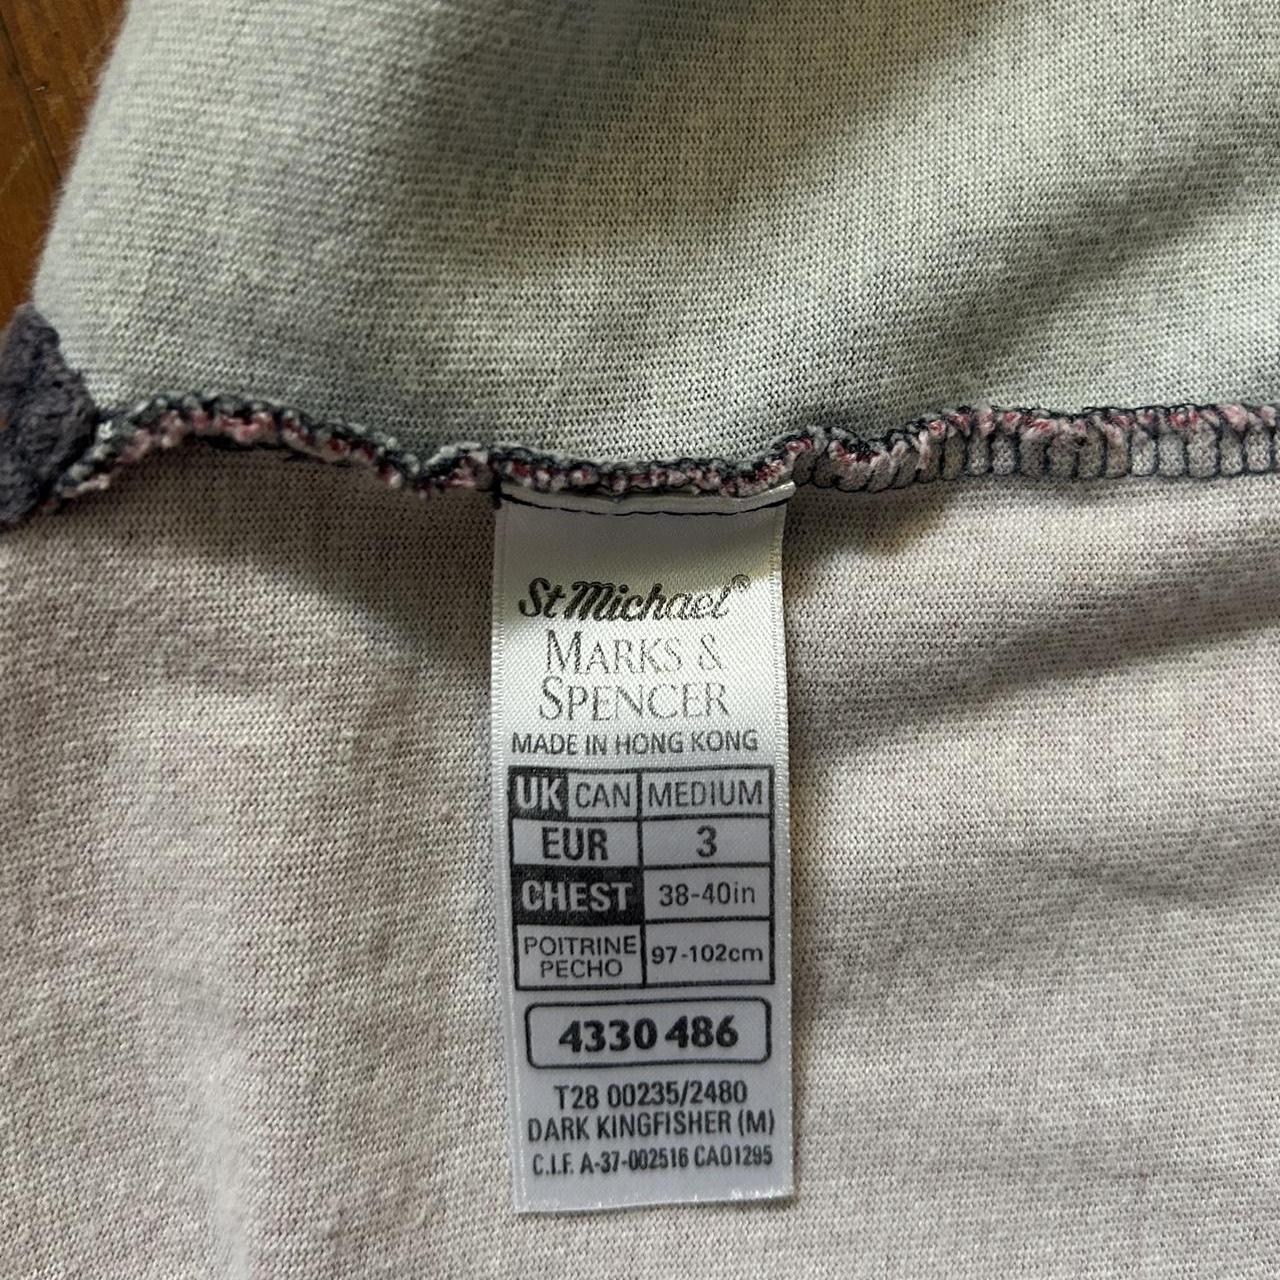 St Michael®
MARKS &
SPENCER
MADE IN HONG KONG
UK CAN MEDIUM
EUR 3
CHEST 38-40in
POITRINE
PECHO 97-102cm
4330 486
T28 00235/2480
DARK KINGFISHER (M)
C.I.F. A-37-002516 CA01295